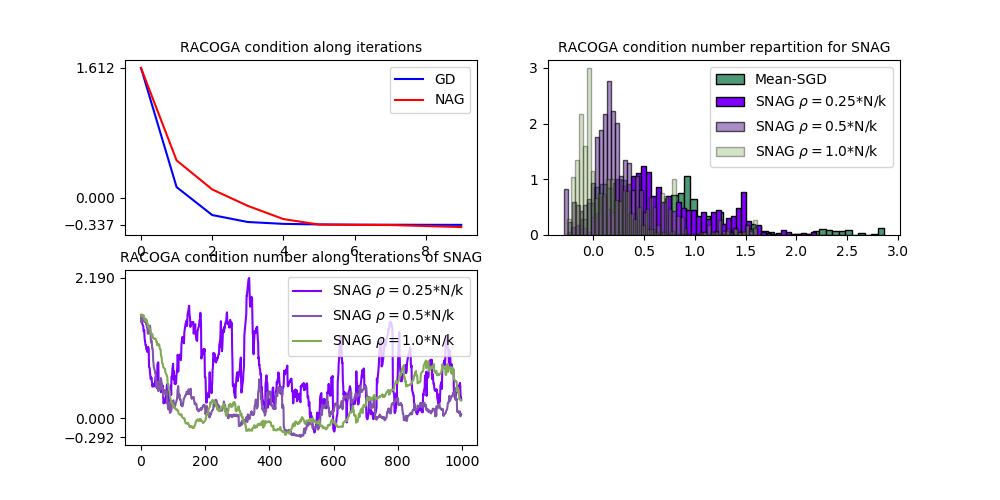 RACOGA condition along iterations
1.612
0.000
−0.337
0 2 4 6 8
GD
NAG
RACOGA condition number repartition for SNAG
3
2
1
0
0.0 0.5 1.0 1.5 2.0 2.5 3.0
Mean-SGD
SNAG ρ = 0.25*N/k
SNAG ρ = 0.5*N/k
SNAG ρ = 1.0*N/k
RACOGA condition number along iterations of SNAG
2.190
0.000
−0.292
0 200 400 600 800 1000
SNAG ρ = 0.25*N/k
SNAG ρ = 0.5*N/k
SNAG ρ = 1.0*N/k